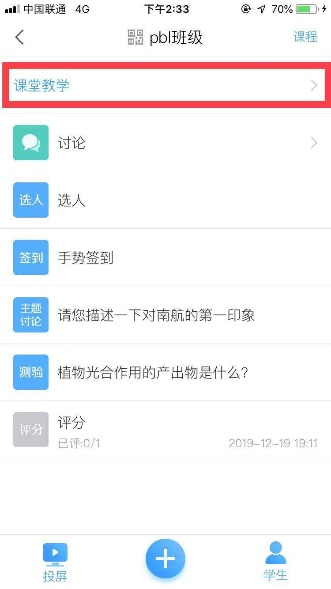 中国联通 4G 下午2:33 70%
pbl班级 课程
课堂教学
讨论
选人 选人
签到 手势签到
主题
讨论 请您描述一下对南航的第一印象
测验 植物光合作用的产出物是什么?
评分 评分
已评:0/1 2019-12-19 19:11
投屏 学生